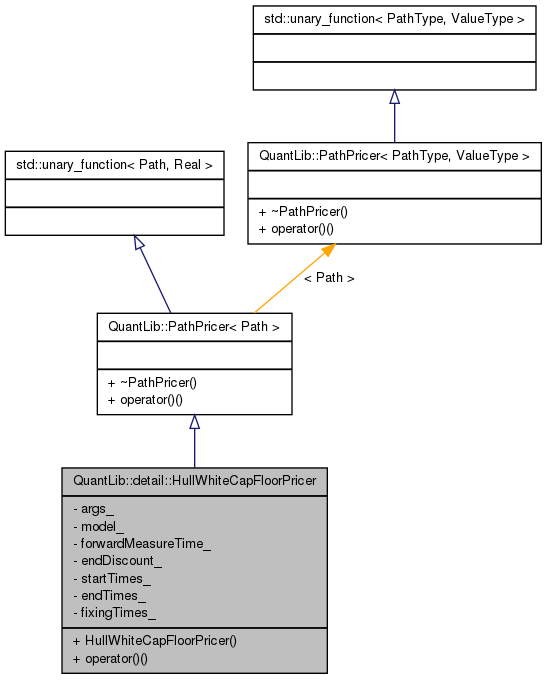 std::unary_function< PathType, ValueType >
QuantLib::PathPricer< PathType, ValueType >
+ ~PathPricer()
+ operator()()
std::unary_function< Path, Real >
< Path >
QuantLib::PathPricer< Path >
+ ~PathPricer()
+ operator()()
QuantLib::detail::HullWhiteCapFloorPricer
- args_
- model_
- forwardMeasureTime_
- endDiscount_
- startTimes_
- endTimes_
- fixingTimes_
+ HullWhiteCapFloorPricer()
+ operator()()